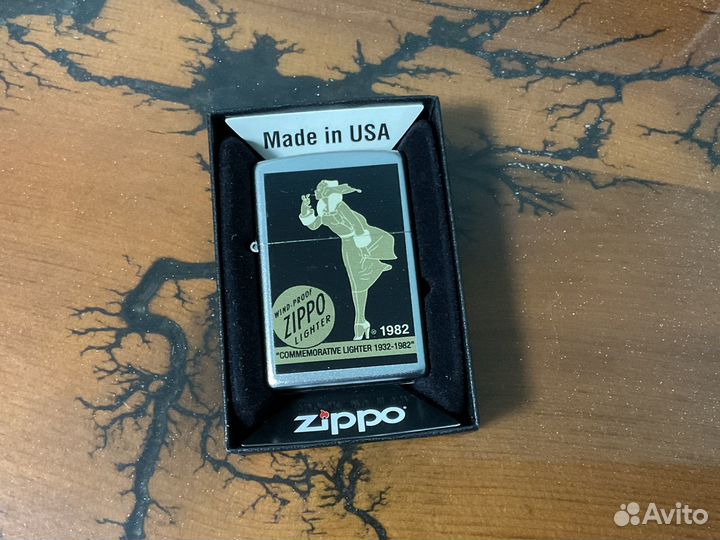 Made in USA
WIND-PROOF
ZIPPO
LIGHTER
® 1982
"COMMEMORATIVE LIGHTER 1932-1982"
zippo
Avito